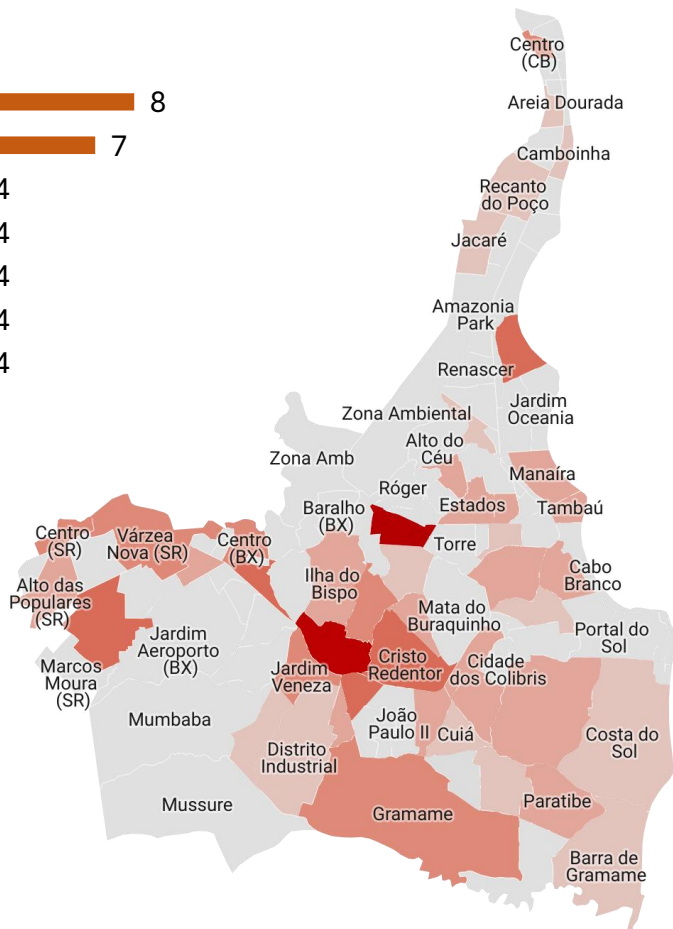 Centro
(CB)
8
Areia Dourada
7
Camboinha
4
Recanto
do Poço
4
Jacaré
4
Amazonia
Park
4
4
Renascer
Jardim
Oceania
Zona Ambiental
Alto do
Céu
Zona Amb
Manaíra
Róger
Estados
Tambaú
Baralho
(BX)
Centro
(SR)
Várzea
Nova (SR)
Centro
(BX)
Torre
Ilha do
Bispo
Cabo
Branco
Alto das
Populares
(SR)
Mata do
Buraquinho
Portal do
Sol
Jardim
Aeroporto
(BX)
Marcos
Moura
(SR)
Jardim
Veneza
Cristo
Redentor
Cidade
dos Colibris
Mumbaba
João
Paulo II
Cuiá
Costa do
Sol
Distrito
Industrial
Mussure
Gramame
Paratibe
Barra de
Gramame